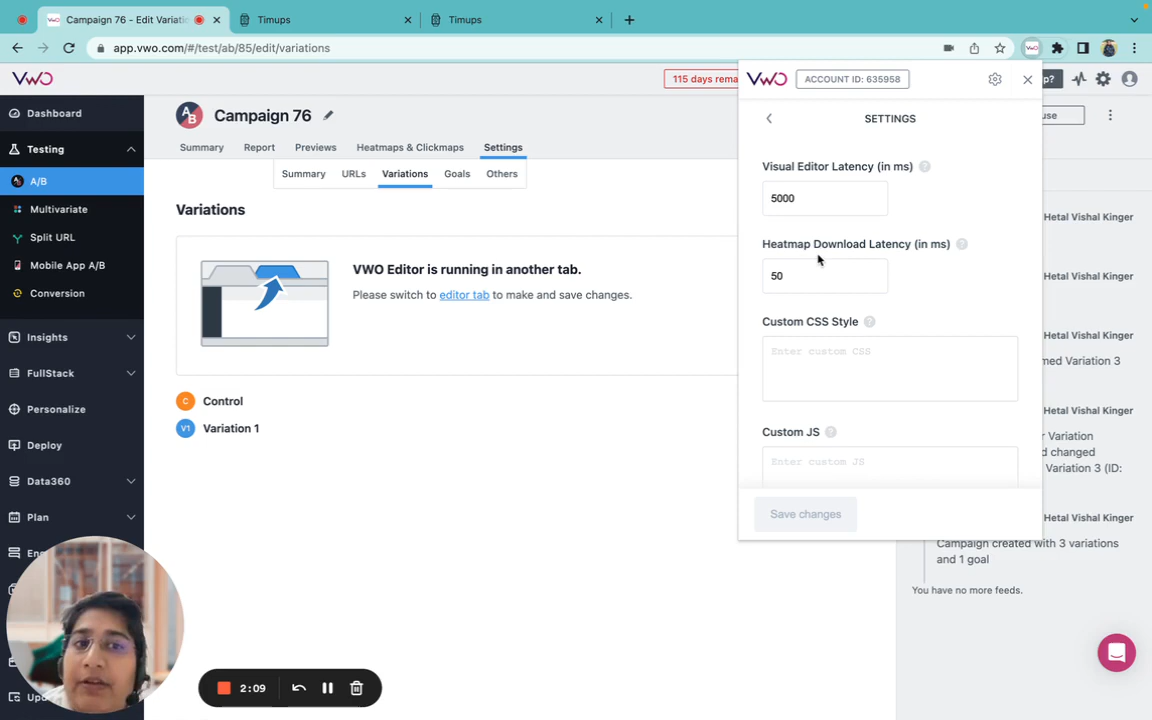 Campaign 76 - Edit Variatio
Timups
Timups
app.vwo.com/#/test/ab/85/edit/variations
VWO
115 days rema
VWO
ACCOUNT ID: 635958
p?
Dashboard
Testing
A/B
Multivariate
Split URL
Mobile App A/B
Conversion
Insights
FullStack
Personalize
Deploy
Data360
Plan
En
Up
AB
Campaign 76
use
Summary
Report
Previews
Heatmaps & Clickmaps
Settings
Summary
URLs
Variations
Goals
Others
Variations
VWO Editor is running in another tab.
Please switch to editor tab to make and save changes.
C
Control
V1
Variation 1
SETTINGS
Visual Editor Latency (in ms) ?
5000
Heatmap Download Latency (in ms) ?
50
Custom CSS Style ?
Enter custom CSS
Custom JS ?
Enter custom JS
Save changes
Hetal Vishal Kinger
Hetal Vishal Kinger
Hetal Vishal Kinger
med Variation 3
Hetal Vishal Kinger
r Variation
d changed
Variation 3 (ID:
Hetal Vishal Kinger
Campaign created with 3 variations
and 1 goal
You have no more feeds.
2:09